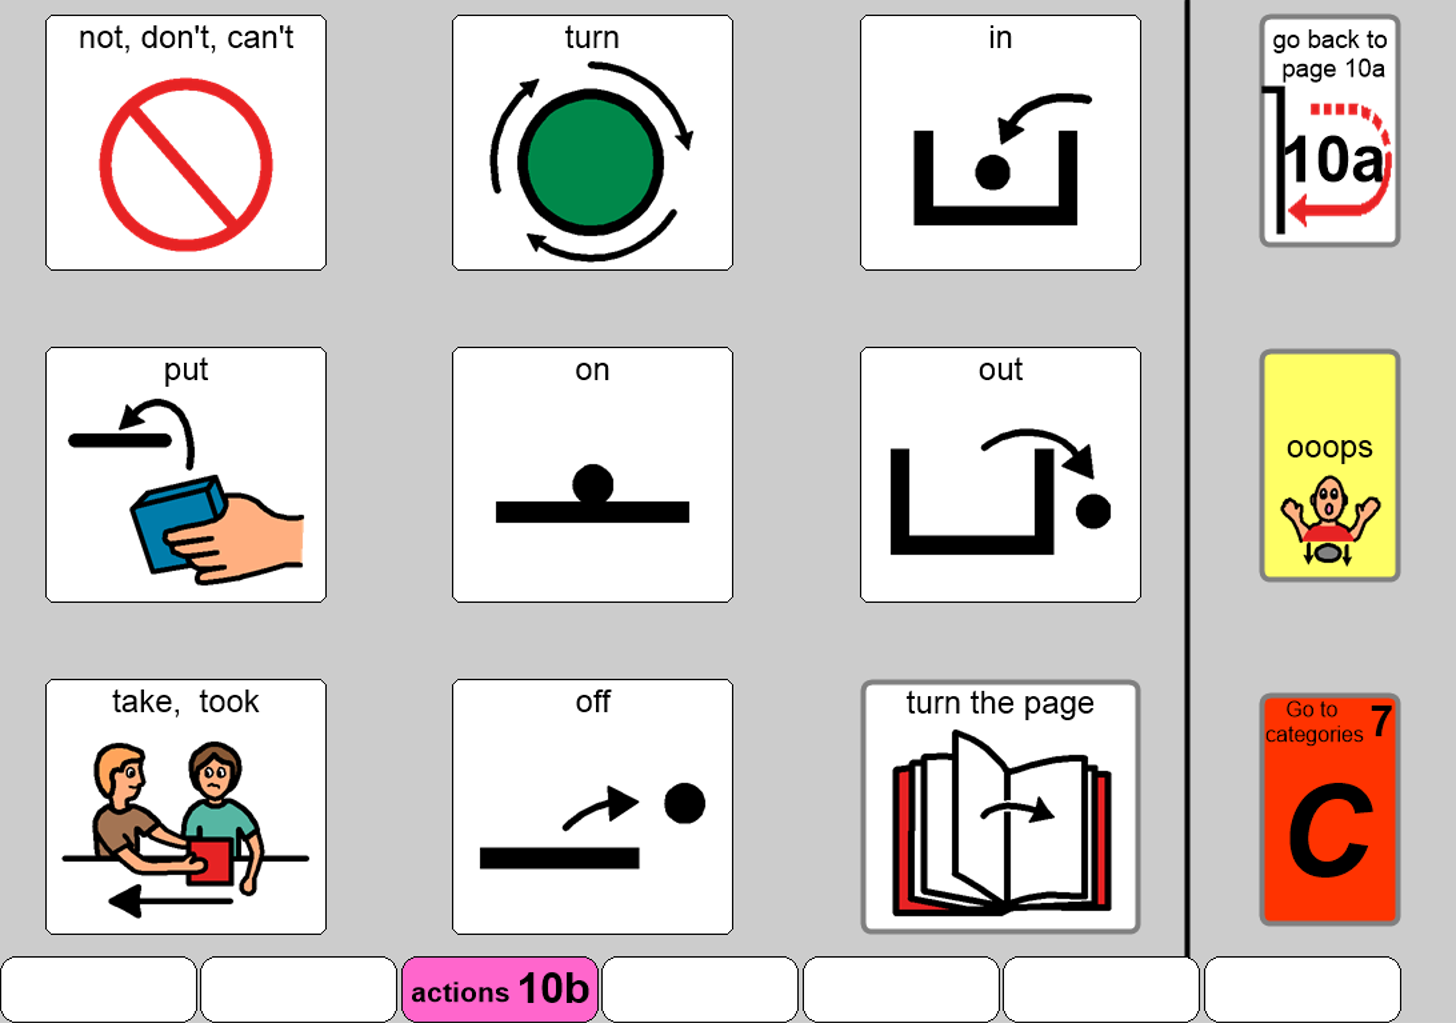 not, don't, can't
turn
in
go back to
page 10a
10a
put
on
out
ooops
take, took
off
turn the page
Go to
categories 7
C
actions 10b